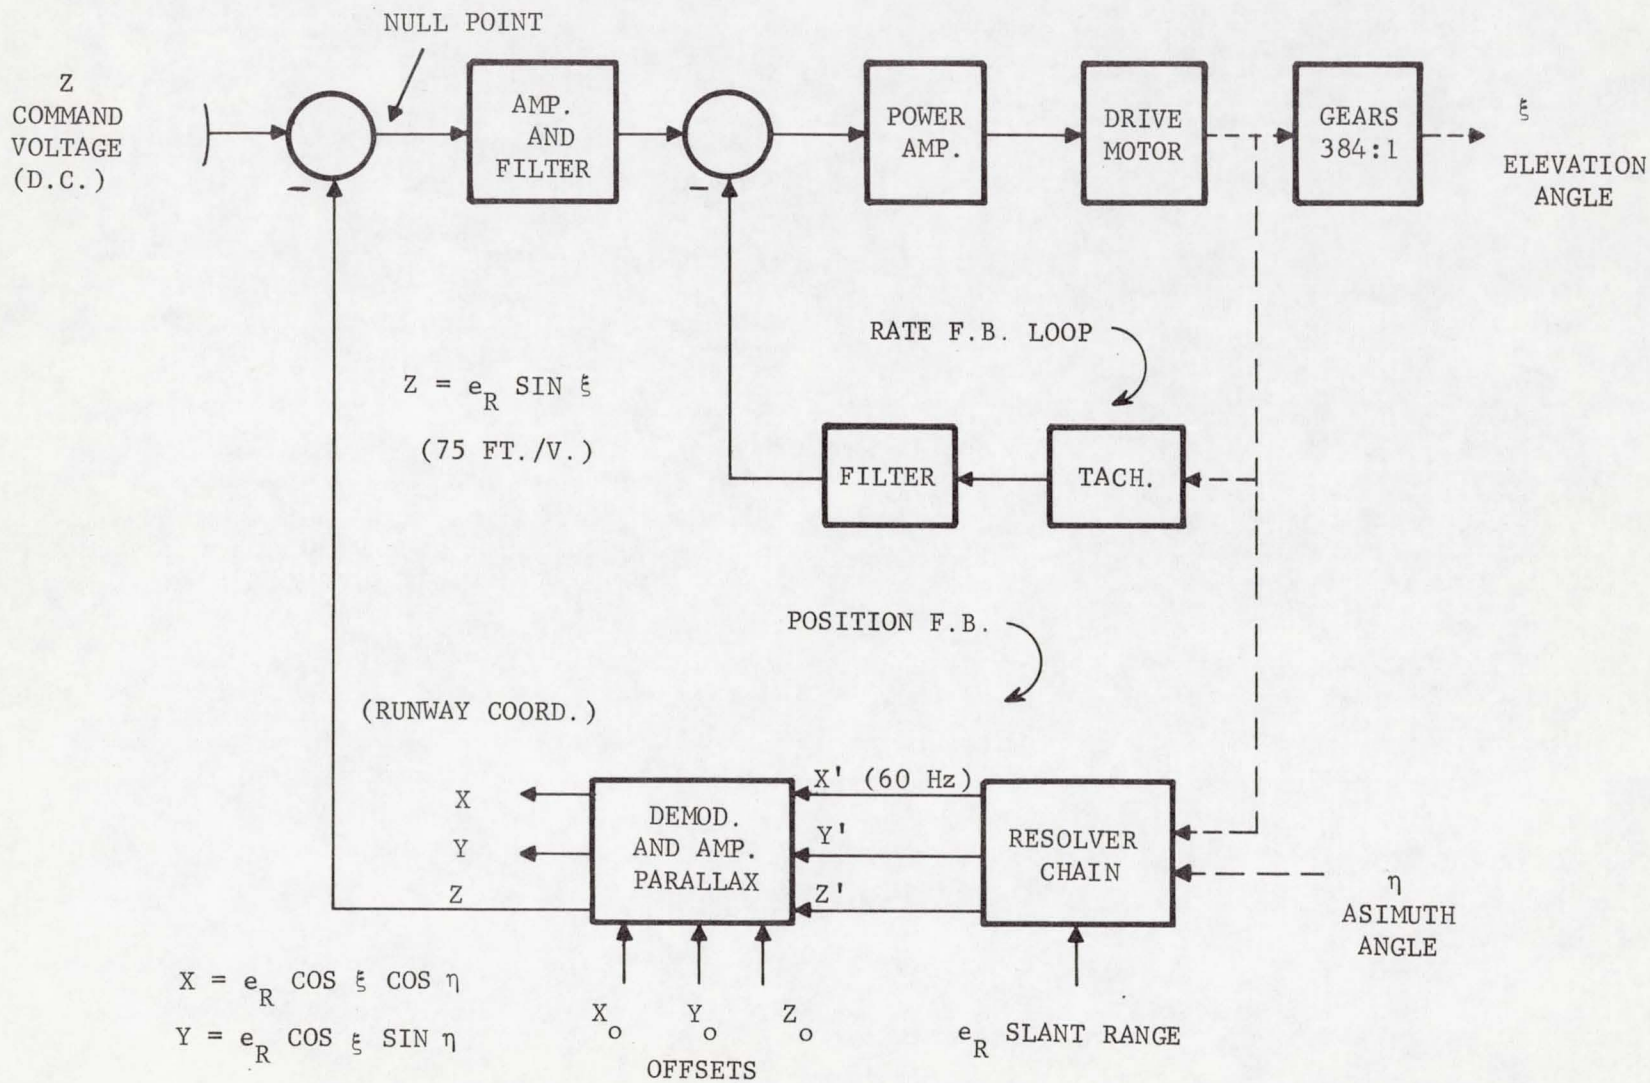 NULL POINT
Z
COMMAND
VOLTAGE
(D.C.)
AMP.
AND
FILTER
POWER
AMP.
DRIVE
MOTOR
GEARS
384:1
ξ
ELEVATION
ANGLE
−
−
RATE F.B. LOOP
Z = e_R SIN ξ
(75 FT./V.)
FILTER
TACH.
POSITION F.B.
(RUNWAY COORD.)
X
Y
Z
DEMOD.
AND AMP.
PARALLAX
X' (60 Hz)
Y'
Z'
RESOLVER
CHAIN
η
ASIMUTH
ANGLE
X = e_R COS ξ COS η
Y = e_R COS ξ SIN η
X_o Y_o Z_o
OFFSETS
e_R SLANT RANGE